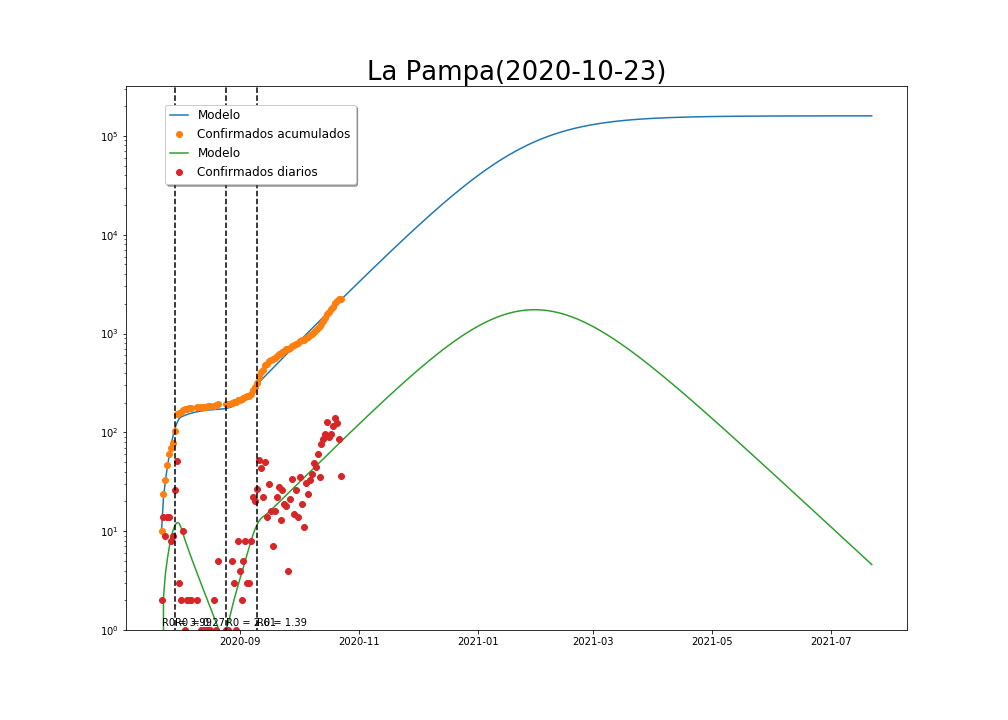 La Pampa(2020-10-23)
Modelo
Confirmados acumulados
Modelo
Confirmados diarios
10⁵
10⁴
10³
10²
10¹
10⁰
R0 = 1.39
2020-09
2020-11
2021-01
2021-03
2021-05
2021-07